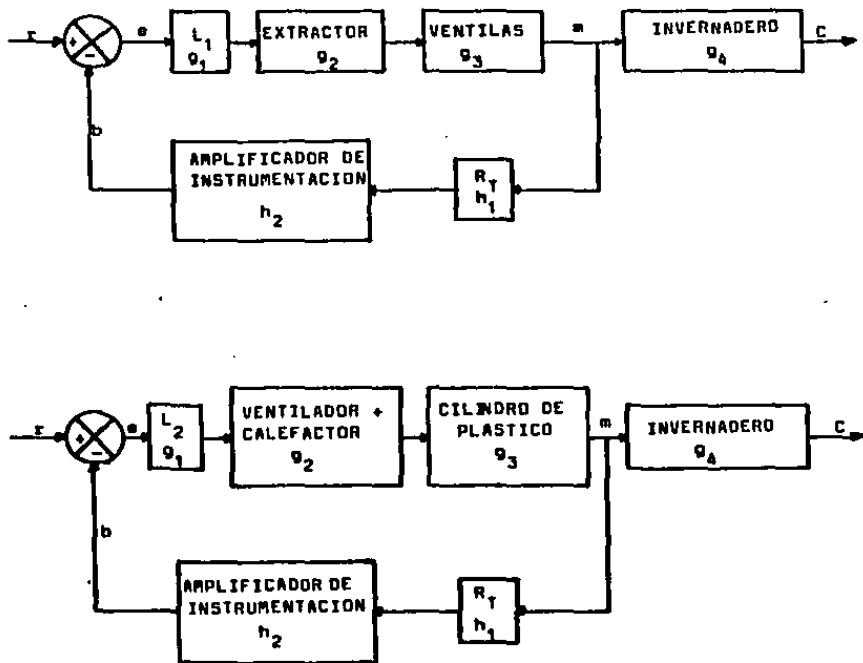 r
+
−
e
L1
g1
EXTRACTOR
g2
VENTILAS
g3
m
INVERNADERO
g4
C
b
AMPLIFICADOR DE
INSTRUMENTACION
h2
RT
h1
r
+
−
e
L2
g1
VENTILADOR +
CALEFACTOR
g2
CILINDRO DE
PLASTICO
g3
m
INVERNADERO
g4
C
b
AMPLIFICADOR DE
INSTRUMENTACION
h2
RT
h1